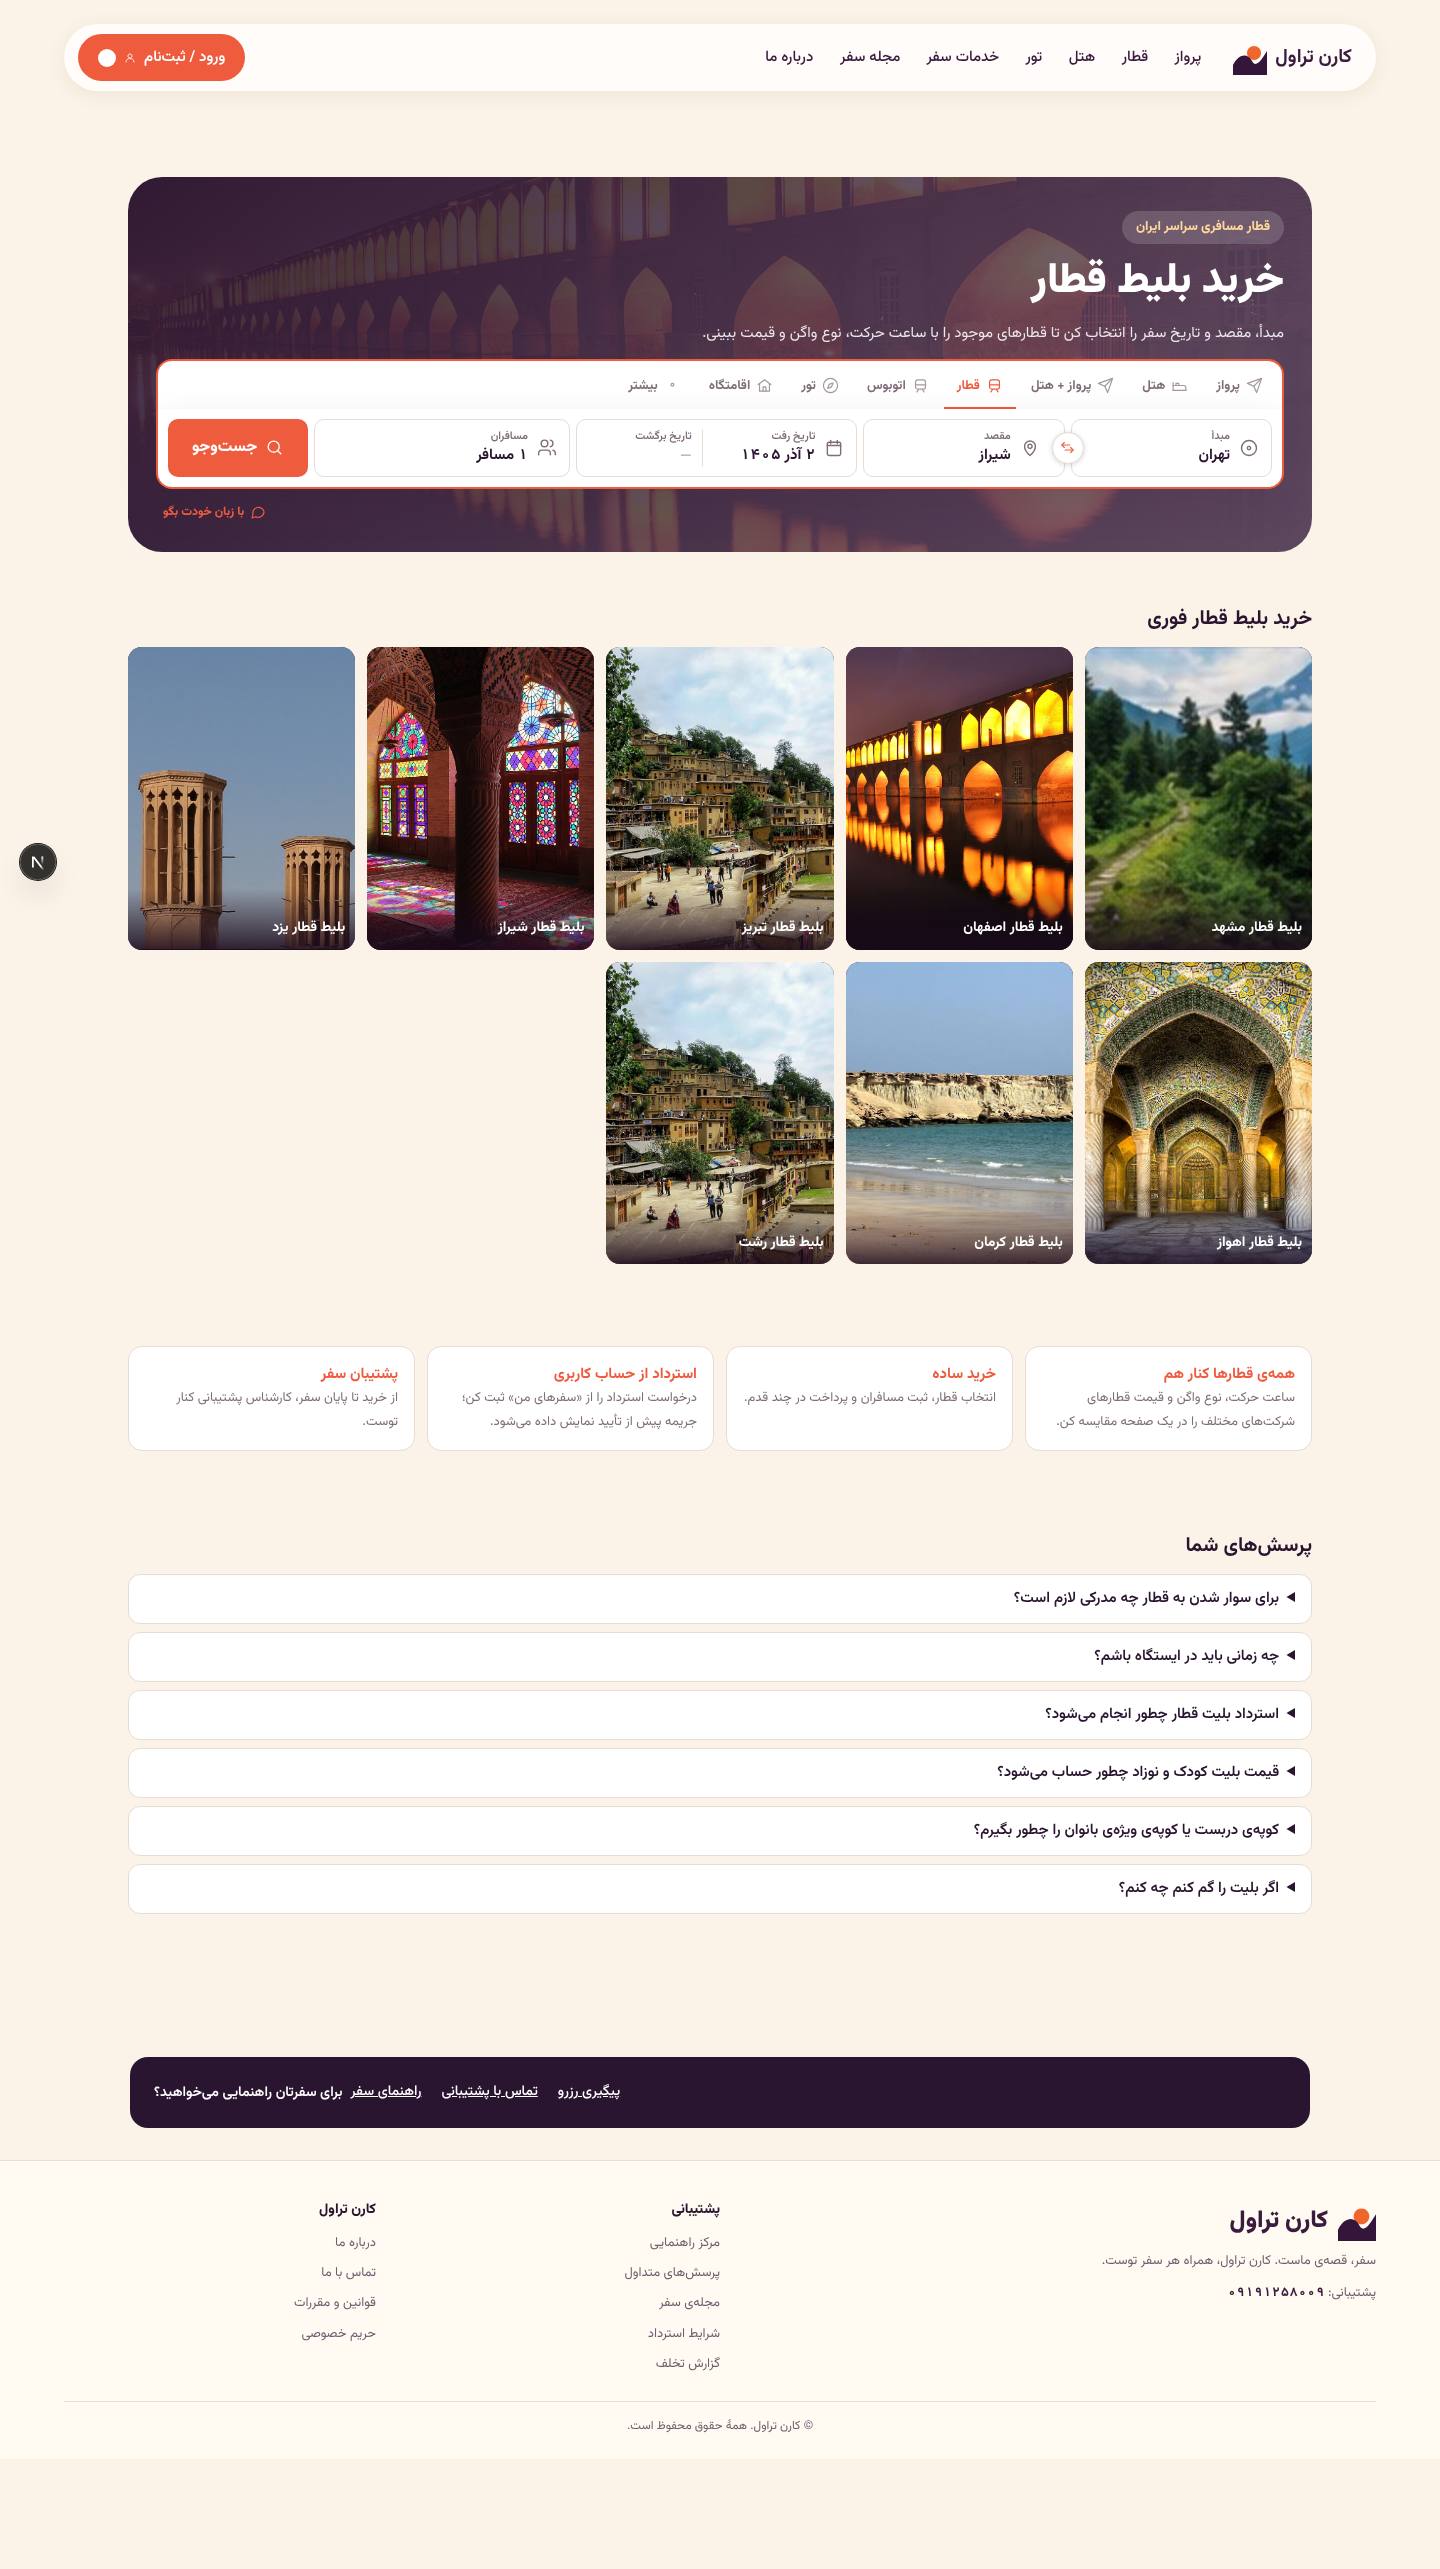 کارن تراول
پرواز
قطار
هتل
تور
خدمات سفر
مجله سفر
درباره ما
ورود / ثبت‌نام
قطار مسافری سراسر ایران
خرید بلیط قطار
مبدأ، مقصد و تاریخ سفر را انتخاب کن تا قطارهای موجود را با ساعت حرکت، نوع واگن و قیمت ببینی.
پرواز
هتل
پرواز + هتل
قطار
اتوبوس
تور
اقامتگاه
بیشتر
مبدأ
تهران
مقصد
شیراز
تاریخ رفت
۲ آذر ۱۴۰۵
تاریخ برگشت
—
مسافران
۱ مسافر
جست‌وجو
با زبان خودت بگو
خرید بلیط قطار فوری
بلیط قطار مشهد
بلیط قطار اصفهان
بلیط قطار تبریز
بلیط قطار شیراز
بلیط قطار یزد
بلیط قطار اهواز
بلیط قطار کرمان
بلیط قطار رشت
N
همه‌ی قطارها کنار هم
ساعت حرکت، نوع واگن و قیمت قطارهای
شرکت‌های مختلف را در یک صفحه مقایسه کن.
خرید ساده
انتخاب قطار، ثبت مسافران و پرداخت در چند قدم.
استرداد از حساب کاربری
درخواست استرداد را از «سفرهای من» ثبت کن؛
جریمه پیش از تأیید نمایش داده می‌شود.
پشتیبان سفر
از خرید تا پایان سفر، کارشناس پشتیبانی کنار
توست.
پرسش‌های شما
برای سوار شدن به قطار چه مدرکی لازم است؟
چه زمانی باید در ایستگاه باشم؟
استرداد بلیت قطار چطور انجام می‌شود؟
قیمت بلیت کودک و نوزاد چطور حساب می‌شود؟
کوپه‌ی دربست یا کوپه‌ی ویژه‌ی بانوان را چطور بگیرم؟
اگر بلیت را گم کنم چه کنم؟
پیگیری رزرو
تماس با پشتیبانی
راهنمای سفر
برای سفرتان راهنمایی می‌خواهید؟
کارن تراول
سفر، قصه‌ی ماست. کارن تراول، همراه هر سفر توست.
پشتیبانی: ۰۹۱۹۱۲۵۸۰۰۹
پشتیبانی
مرکز راهنمایی
پرسش‌های متداول
مجله‌ی سفر
شرایط استرداد
گزارش تخلف
کارن تراول
درباره ما
تماس با ما
قوانین و مقررات
حریم خصوصی
© کارن تراول. همهٔ حقوق محفوظ است.